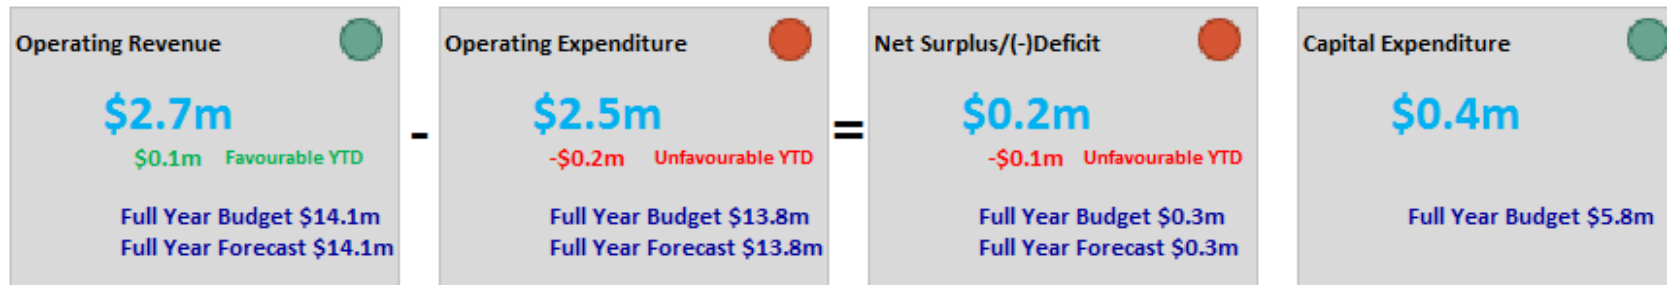 Operating Revenue
$2.7m
$0.1m Favourable YTD
Full Year Budget $14.1m
Full Year Forecast $14.1m
-
Operating Expenditure
$2.5m
-$0.2m Unfavourable YTD
Full Year Budget $13.8m
Full Year Forecast $13.8m
=
Net Surplus/(-)Deficit
$0.2m
-$0.1m Unfavourable YTD
Full Year Budget $0.3m
Full Year Forecast $0.3m
Capital Expenditure
$0.4m
Full Year Budget $5.8m